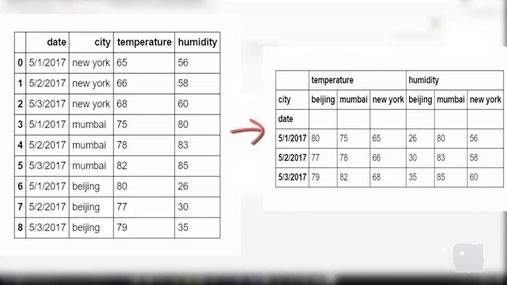 date city temperature humidity
0 5/1/2017 new york 65 56
1 5/2/2017 new york 66 58
2 5/3/2017 new york 68 60
3 5/1/2017 mumbai 75 80
4 5/2/2017 mumbai 78 83
5 5/3/2017 mumbai 82 85
6 5/1/2017 beijing 80 26
7 5/2/2017 beijing 77 30
8 5/3/2017 beijing 79 35
temperature humidity
city beijing mumbai new york beijing mumbai new york
date
5/1/2017 80 75 65 26 80 56
5/2/2017 77 78 66 30 83 58
5/3/2017 79 82 68 35 85 60